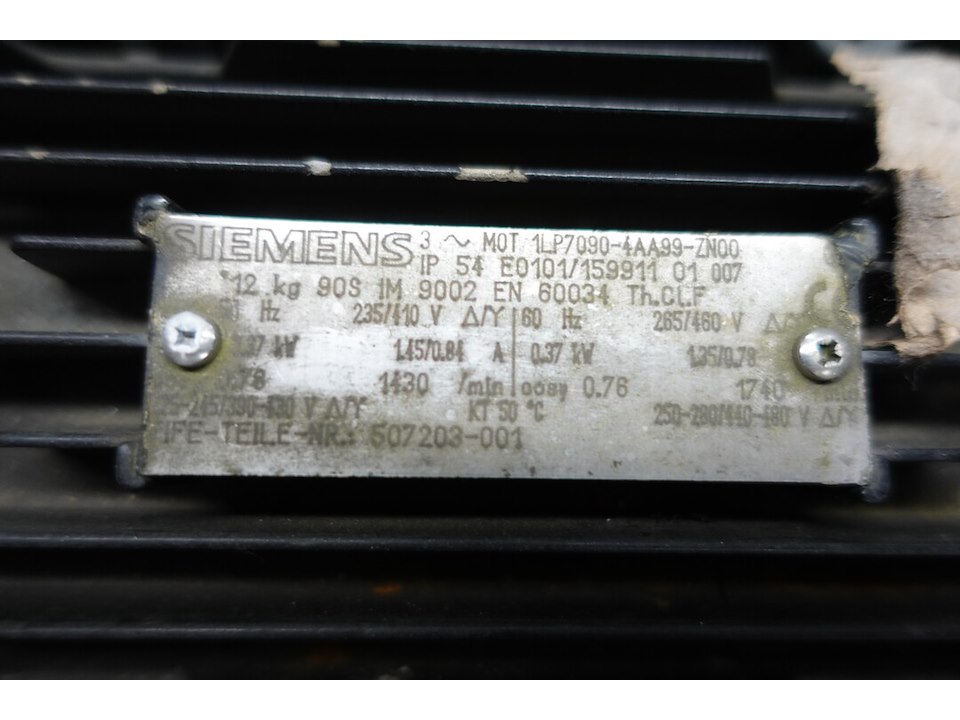 SIEMENS 3 ~ MOT. 1LP7090-4AA99-ZN00
IP 54 E0101/159911 01 007
12 kg 90S IM 9002 EN 60034 Th.Cl.F
Hz 235/410 V Δ/Y 60 Hz 265/460 V Δ/Y
kW 1.45/0.84 A 0.37 kW 1.35/0.78
1430 /min cosφ 0.76 1740
V Δ/Y KT 50 °C 250-280/440-480 V Δ/Y
IFE-TEILE-NR: 507203-001